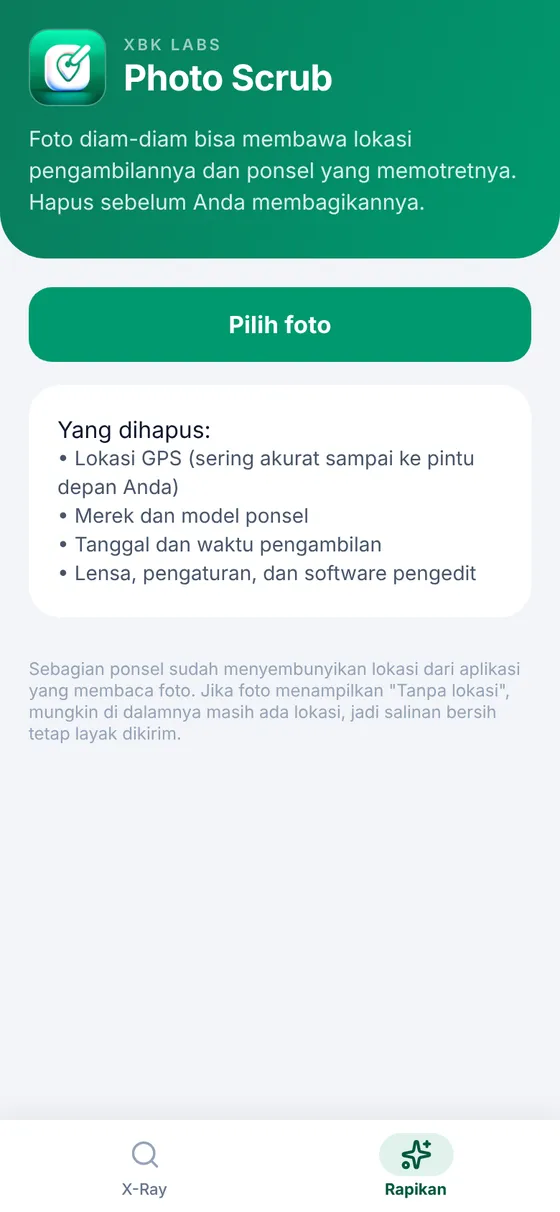 XBK LABS
Photo Scrub
Foto diam-diam bisa membawa lokasi
pengambilannya dan ponsel yang memotretnya.
Hapus sebelum Anda membagikannya.
Pilih foto
Yang dihapus:
• Lokasi GPS (sering akurat sampai ke pintu
depan Anda)
• Merek dan model ponsel
• Tanggal dan waktu pengambilan
• Lensa, pengaturan, dan software pengedit
Sebagian ponsel sudah menyembunyikan lokasi dari aplikasi
yang membaca foto. Jika foto menampilkan "Tanpa lokasi",
mungkin di dalamnya masih ada lokasi, jadi salinan bersih
tetap layak dikirim.
X-Ray
Rapikan